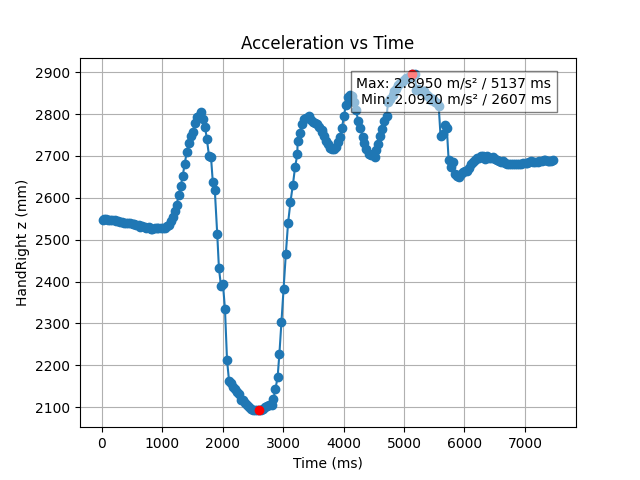 Acceleration vs Time
Max: 2.8950 m/s² / 5137 ms
Min: 2.0920 m/s² / 2607 ms
HandRight z (mm)
2900
2800
2700
2600
2500
2400
2300
2200
2100
0 1000 2000 3000 4000 5000 6000 7000
Time (ms)